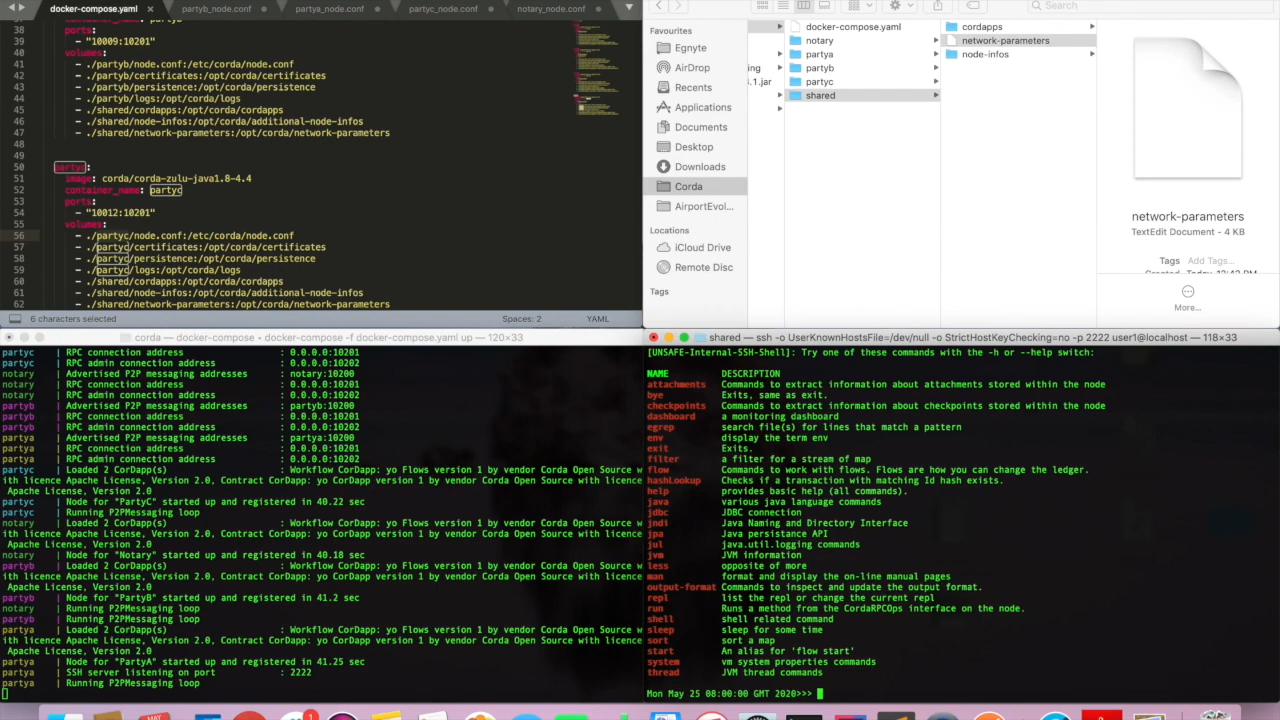 docker-compose.yaml
partyb_node.conf
partya_node.conf
partyc_node.conf
notary_node.conf
38 ports:
39 - "10009:10201"
40 volumes:
41 - ./partyb/node.conf:/etc/corda/node.conf
42 - ./partyb/certificates:/opt/corda/certificates
43 - ./partyb/persistence:/opt/corda/persistence
44 - ./partyb/logs:/opt/corda/logs
45 - ./shared/cordapps:/opt/corda/cordapps
46 - ./shared/node-infos:/opt/corda/additional-node-infos
47 - ./shared/network-parameters:/opt/corda/network-parameters
48
49
50 partyc:
51 image: corda/corda-zulu-java1.8-4.4
52 container_name: partyc
53 ports:
54 - "10012:10201"
55 volumes:
56 - ./partyc/node.conf:/etc/corda/node.conf
57 - ./partyc/certificates:/opt/corda/certificates
58 - ./partyc/persistence:/opt/corda/persistence
59 - ./partyc/logs:/opt/corda/logs
60 - ./shared/cordapps:/opt/corda/cordapps
61 - ./shared/node-infos:/opt/corda/additional-node-infos
62 - ./shared/network-parameters:/opt/corda/network-parameters
6 characters selected
Spaces: 2
YAML
Search
Favourites
Egnyte
AirDrop
Recents
Applications
Documents
Desktop
Downloads
Corda
AirportEvol...
Locations
iCloud Drive
Remote Disc
Tags
ing
4.1.jar
docker-compose.yaml
notary
partya
partyb
partyc
shared
cordapps
network-parameters
node-infos
network-parameters
TextEdit Document - 4 KB
Tags Add Tags...
More...
corda — docker-compose • docker-compose -f docker-compose.yaml up — 120×33
partyc | RPC connection address : 0.0.0.0:10201
partyc | RPC admin connection address : 0.0.0.0:10202
notary | Advertised P2P messaging addresses : notary:10200
notary | RPC connection address : 0.0.0.0:10201
notary | RPC admin connection address : 0.0.0.0:10202
partyb | Advertised P2P messaging addresses : partyb:10200
partyb | RPC connection address : 0.0.0.0:10201
partyb | RPC admin connection address : 0.0.0.0:10202
partya | Advertised P2P messaging addresses : partya:10200
partya | RPC connection address : 0.0.0.0:10201
partya | RPC admin connection address : 0.0.0.0:10202
partyc | Loaded 2 CorDapp(s) : Workflow CorDapp: yo Flows version 1 by vendor Corda Open Source w
ith licence Apache License, Version 2.0, Contract CorDapp: yo CorDapp version 1 by vendor Corda Open Source with licence
Apache License, Version 2.0
partyc | Node for "PartyC" started up and registered in 40.22 sec
partyc | Running P2PMessaging loop
notary | Loaded 2 CorDapp(s) : Workflow CorDapp: yo Flows version 1 by vendor Corda Open Source w
ith licence Apache License, Version 2.0, Contract CorDapp: yo CorDapp version 1 by vendor Corda Open Source with licence
Apache License, Version 2.0
notary | Node for "Notary" started up and registered in 40.18 sec
partyb | Loaded 2 CorDapp(s) : Workflow CorDapp: yo Flows version 1 by vendor Corda Open Source w
ith licence Apache License, Version 2.0, Contract CorDapp: yo CorDapp version 1 by vendor Corda Open Source with licence
Apache License, Version 2.0
partyb | Node for "PartyB" started up and registered in 41.2 sec
notary | Running P2PMessaging loop
partyb | Running P2PMessaging loop
partya | Loaded 2 CorDapp(s) : Workflow CorDapp: yo Flows version 1 by vendor Corda Open Source w
ith licence Apache License, Version 2.0, Contract CorDapp: yo CorDapp version 1 by vendor Corda Open Source with licence
Apache License, Version 2.0
partya | Node for "PartyA" started up and registered in 41.25 sec
partya | SSH server listening on port : 2222
partya | Running P2PMessaging loop
shared — ssh -o UserKnownHostsFile=/dev/null -o StrictHostKeyChecking=no -p 2222 user1@localhost — 118×33
[UNSAFE-Internal-SSH-Shell]: Try one of these commands with the -h or --help switch:
NAME DESCRIPTION
attachments Commands to extract information about attachments stored within the node
bye Exits, same as exit.
checkpoints Commands to extract information about checkpoints stored within the node
dashboard a monitoring dashboard
egrep search file(s) for lines that match a pattern
env display the term env
exit Exits.
filter a filter for a stream of map
flow Commands to work with flows. Flows are how you can change the ledger.
hashLookup Checks if a transaction with matching Id hash exists.
help provides basic help (all commands).
java various java language commands
jdbc JDBC connection
jndi Java Naming and Directory Interface
jpa Java persistance API
jul java.util.logging commands
jvm JVM information
less opposite of more
man format and display the on-line manual pages
output-format Commands to inspect and update the output format.
repl list the repl or change the current repl
run Runs a method from the CordaRPCOps interface on the node.
shell shell related command
sleep sleep for some time
sort sort a map
start An alias for 'flow start'
system vm system properties commands
thread JVM thread commands
Mon May 25 08:00:00 GMT 2020>>>
MAY
1